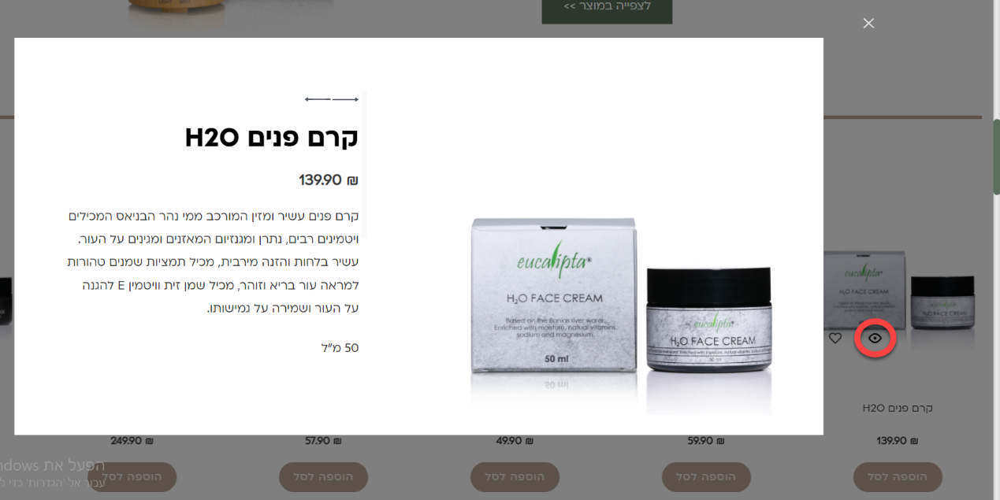 לצפייה במוצר >>
קרם פנים H2O
139.90 ₪
קרם פנים עשיר ומזין המורכב ממי נהר הבניאס המכילים
ויטמינים רבים, נתרן ומגנזיום המאזנים ומגינים על העור.
עשיר בלחות והזנה מירבית, מכיל תמציות שמנים טהורות
למראה עור בריא וזוהר, מכיל שמן זית וויטמין E להגנה
על העור ושמירה על גמישותו.
50 מ"ל
eucalipta®
H₂O FACE CREAM
Based on the Banias river water.
Enriched with moisture, natural vitamins,
sodium and magnesium.
50 ml
eucalipta®
H₂O FACE CREAM
50 ml
eucalipta®
H₂O FACE CREAM
H₂O FACE CREAM
קרם פנים H2O
139.90 ₪
59.90 ₪
49.90 ₪
57.90 ₪
249.90 ₪
הוספה לסל
הוספה לסל
הוספה לסל
הוספה לסל
הוספה לסל
הפעל את
עבור אל 'הגדרות' כדי